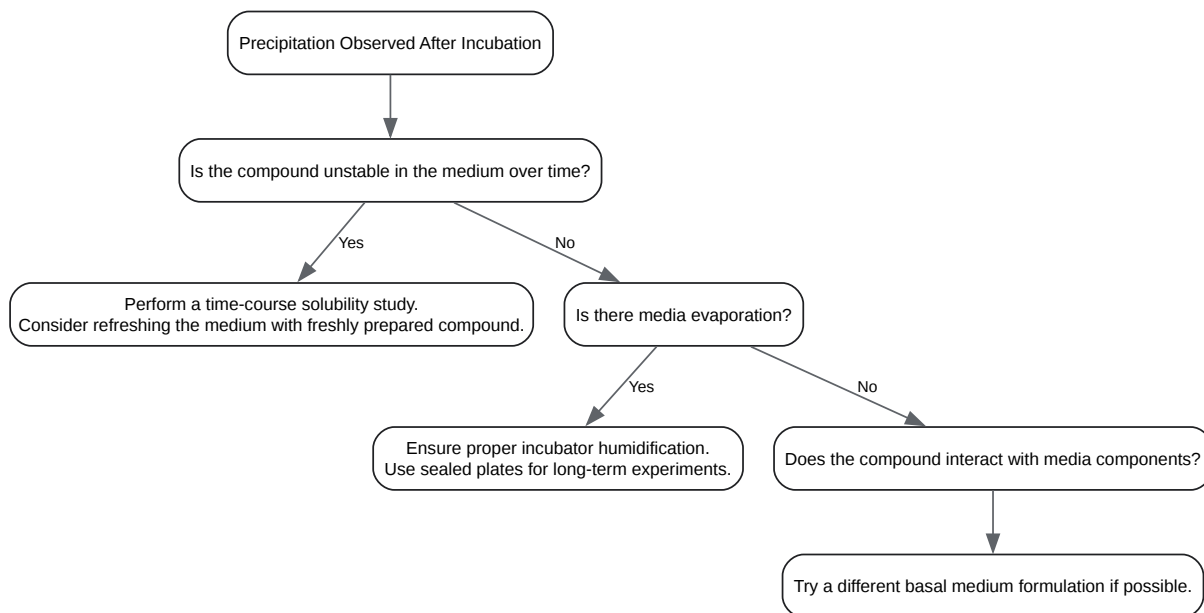 Precipitation Observed After Incubation
Is the compound unstable in the medium over time?
Yes
No
Perform a time-course solubility study.
Consider refreshing the medium with freshly prepared compound.
Is there media evaporation?
Yes
No
Ensure proper incubator humidification.
Use sealed plates for long-term experiments.
Does the compound interact with media components?
Try a different basal medium formulation if possible.